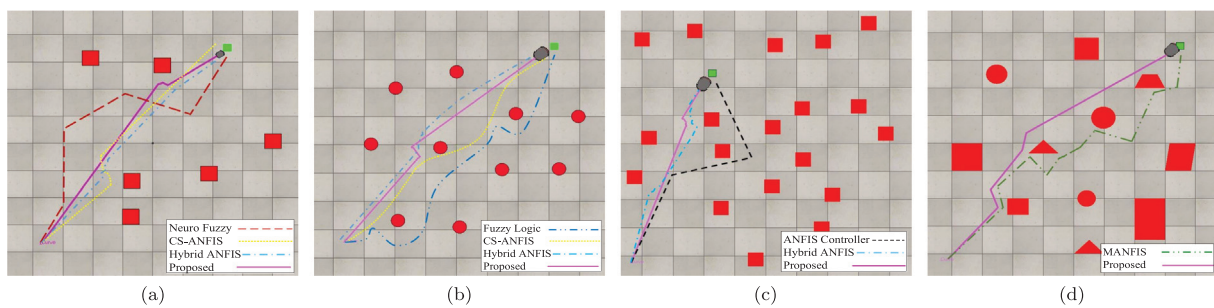 Neuro Fuzzy
CS-ANFIS
Hybrid ANFIS
Proposed
(a)
Fuzzy Logic
CS-ANFIS
Hybrid ANFIS
Proposed
(b)
ANFIS Controller
Hybrid ANFIS
Proposed
(c)
MANFIS
Proposed
(d)